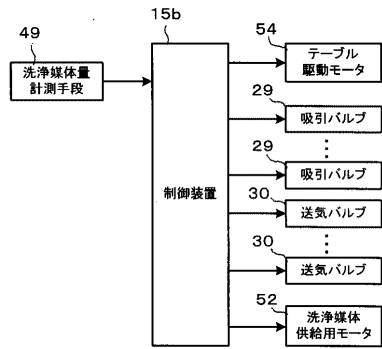 15b
49
洗浄媒体量
計測手段
制御装置
54
テーブル
駆動モータ
29
吸引バルブ
29
吸引バルブ
30
送気バルブ
30
送気バルブ
52
洗浄媒体
供給用モータ